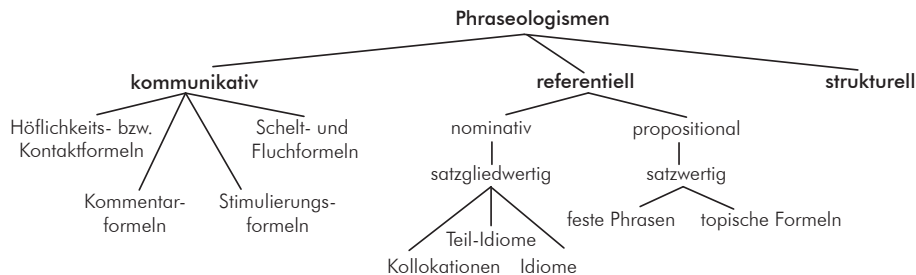 Phraseologismen
kommunikativ
referentiell
strukturell
Höflichkeits- bzw.
Kontaktformeln
Schelt- und
Fluchformeln
Kommentar-
formeln
Stimulierungs-
formeln
nominativ
propositional
satzgliedwertig
satzwertig
Kollokationen
Teil-Idiome
Idiome
feste Phrasen
topische Formeln